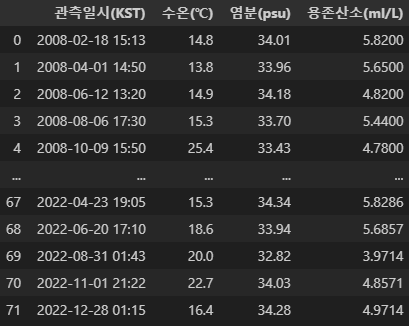 관측일시(KST) 수온(℃) 염분(psu) 용존산소(ml/L)
0 2008-02-18 15:13 14.8 34.01 5.8200
1 2008-04-01 14:50 13.8 33.96 5.6500
2 2008-06-12 13:20 14.9 34.18 4.8200
3 2008-08-06 17:30 15.3 33.70 5.4400
4 2008-10-09 15:50 25.4 33.43 4.7800
... ... ... ... ...
67 2022-04-23 19:05 15.3 34.34 5.8286
68 2022-06-20 17:10 18.6 33.94 5.6857
69 2022-08-31 01:43 20.0 32.82 3.9714
70 2022-11-01 21:22 22.7 34.03 4.8571
71 2022-12-28 01:15 16.4 34.28 4.9714